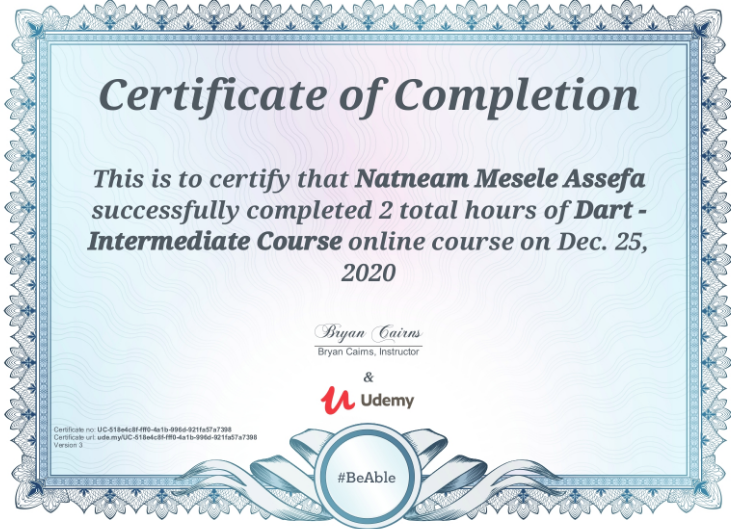 Certificate of Completion
This is to certify that Natneam Mesele Assefa
successfully completed 2 total hours of Dart -
Intermediate Course online course on Dec. 25,
2020
Bryan Cairns
Bryan Cairns, Instructor
&
Udemy
Certificate no: UC-518e4c8f-fff0-4a1b-996d-921fa57a7398
Certificate url: ude.my/UC-518e4c8f-fff0-4a1b-996d-921fa57a7398
Version 3
#BeAble